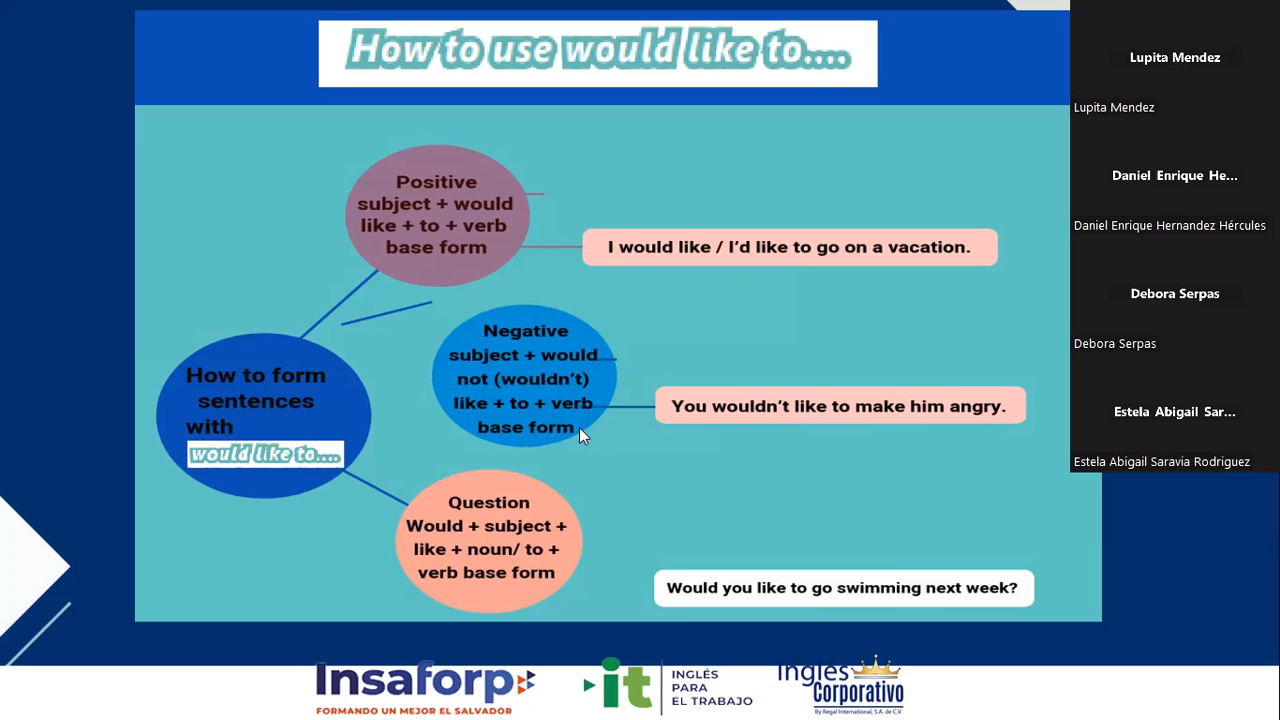 How to use would like to....
Positive
subject + would
like + to + verb
base form
I would like / I'd like to go on a vacation.
Negative
subject + would
not (wouldn't)
like + to + verb
base form
You wouldn't like to make him angry.
How to form
sentences
with
would like to....
Question
Would + subject +
like + noun/ to +
verb base form
Would you like to go swimming next week?
Lupita Mendez
Lupita Mendez
Daniel Enrique He...
Daniel Enrique Hernandez Hércules
Debora Serpas
Debora Serpas
Estela Abigail Sar...
Estela Abigail Saravia Rodriguez
Insaforp
FORMANDO UN MEJOR EL SALVADOR
it
INGLÉS
PARA
EL TRABAJO
Inglés
Corporativo
By Regal International, S.A. de C.V.